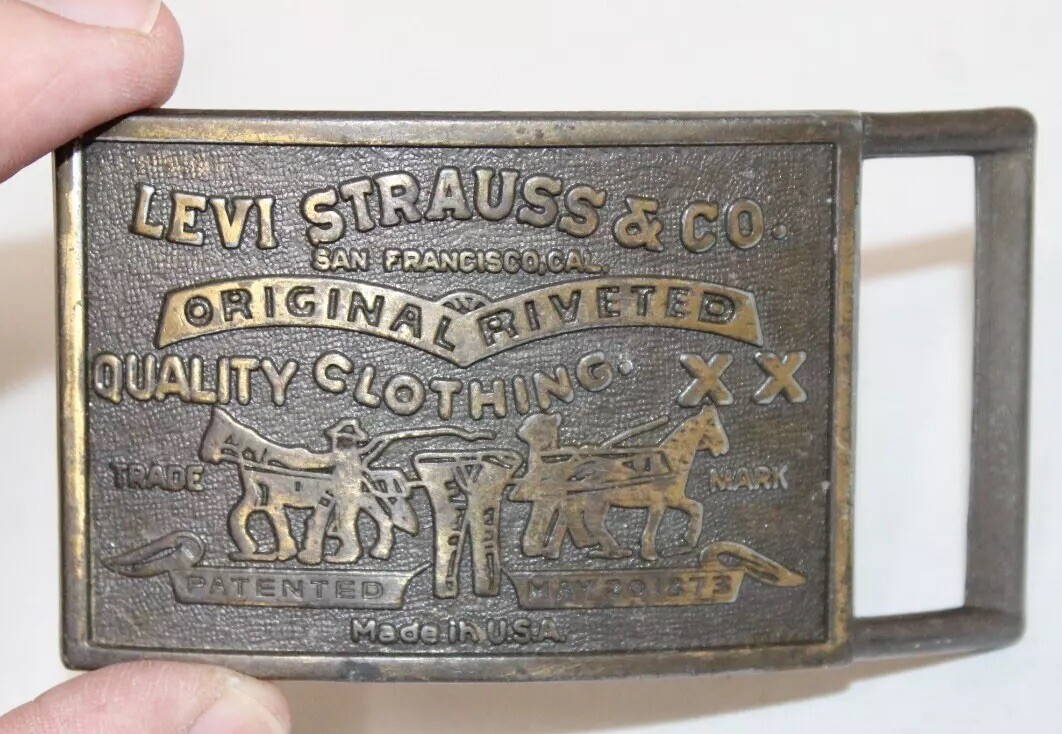 LEVI STRAUSS & CO.
SAN FRANCISCO, CAL.
ORIGINAL RIVETED
QUALITY CLOTHING. XX
TRADE MARK
PATENTED MAY 20 1873
Made in U.S.A.